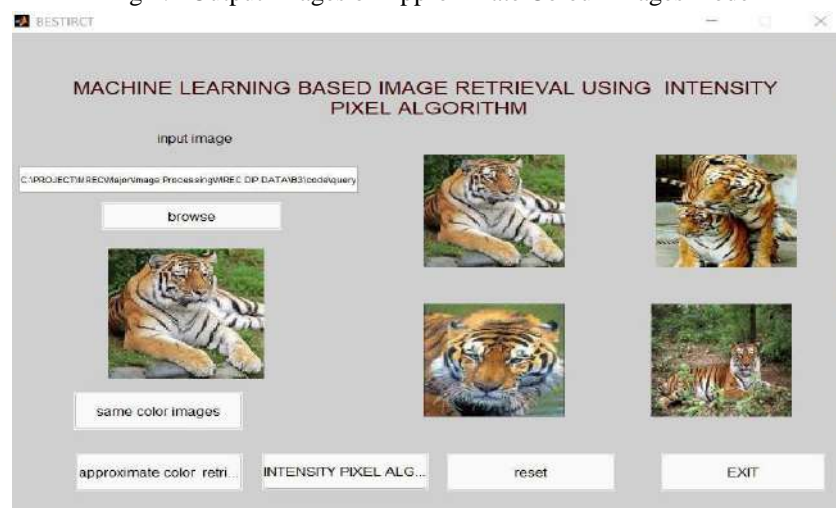 BESTIRCT
MACHINE LEARNING BASED IMAGE RETRIEVAL USING INTENSITY
PIXEL ALGORITHM
input image
browse
same color images
approximate color retri...
INTENSITY PIXEL ALG...
reset
EXIT